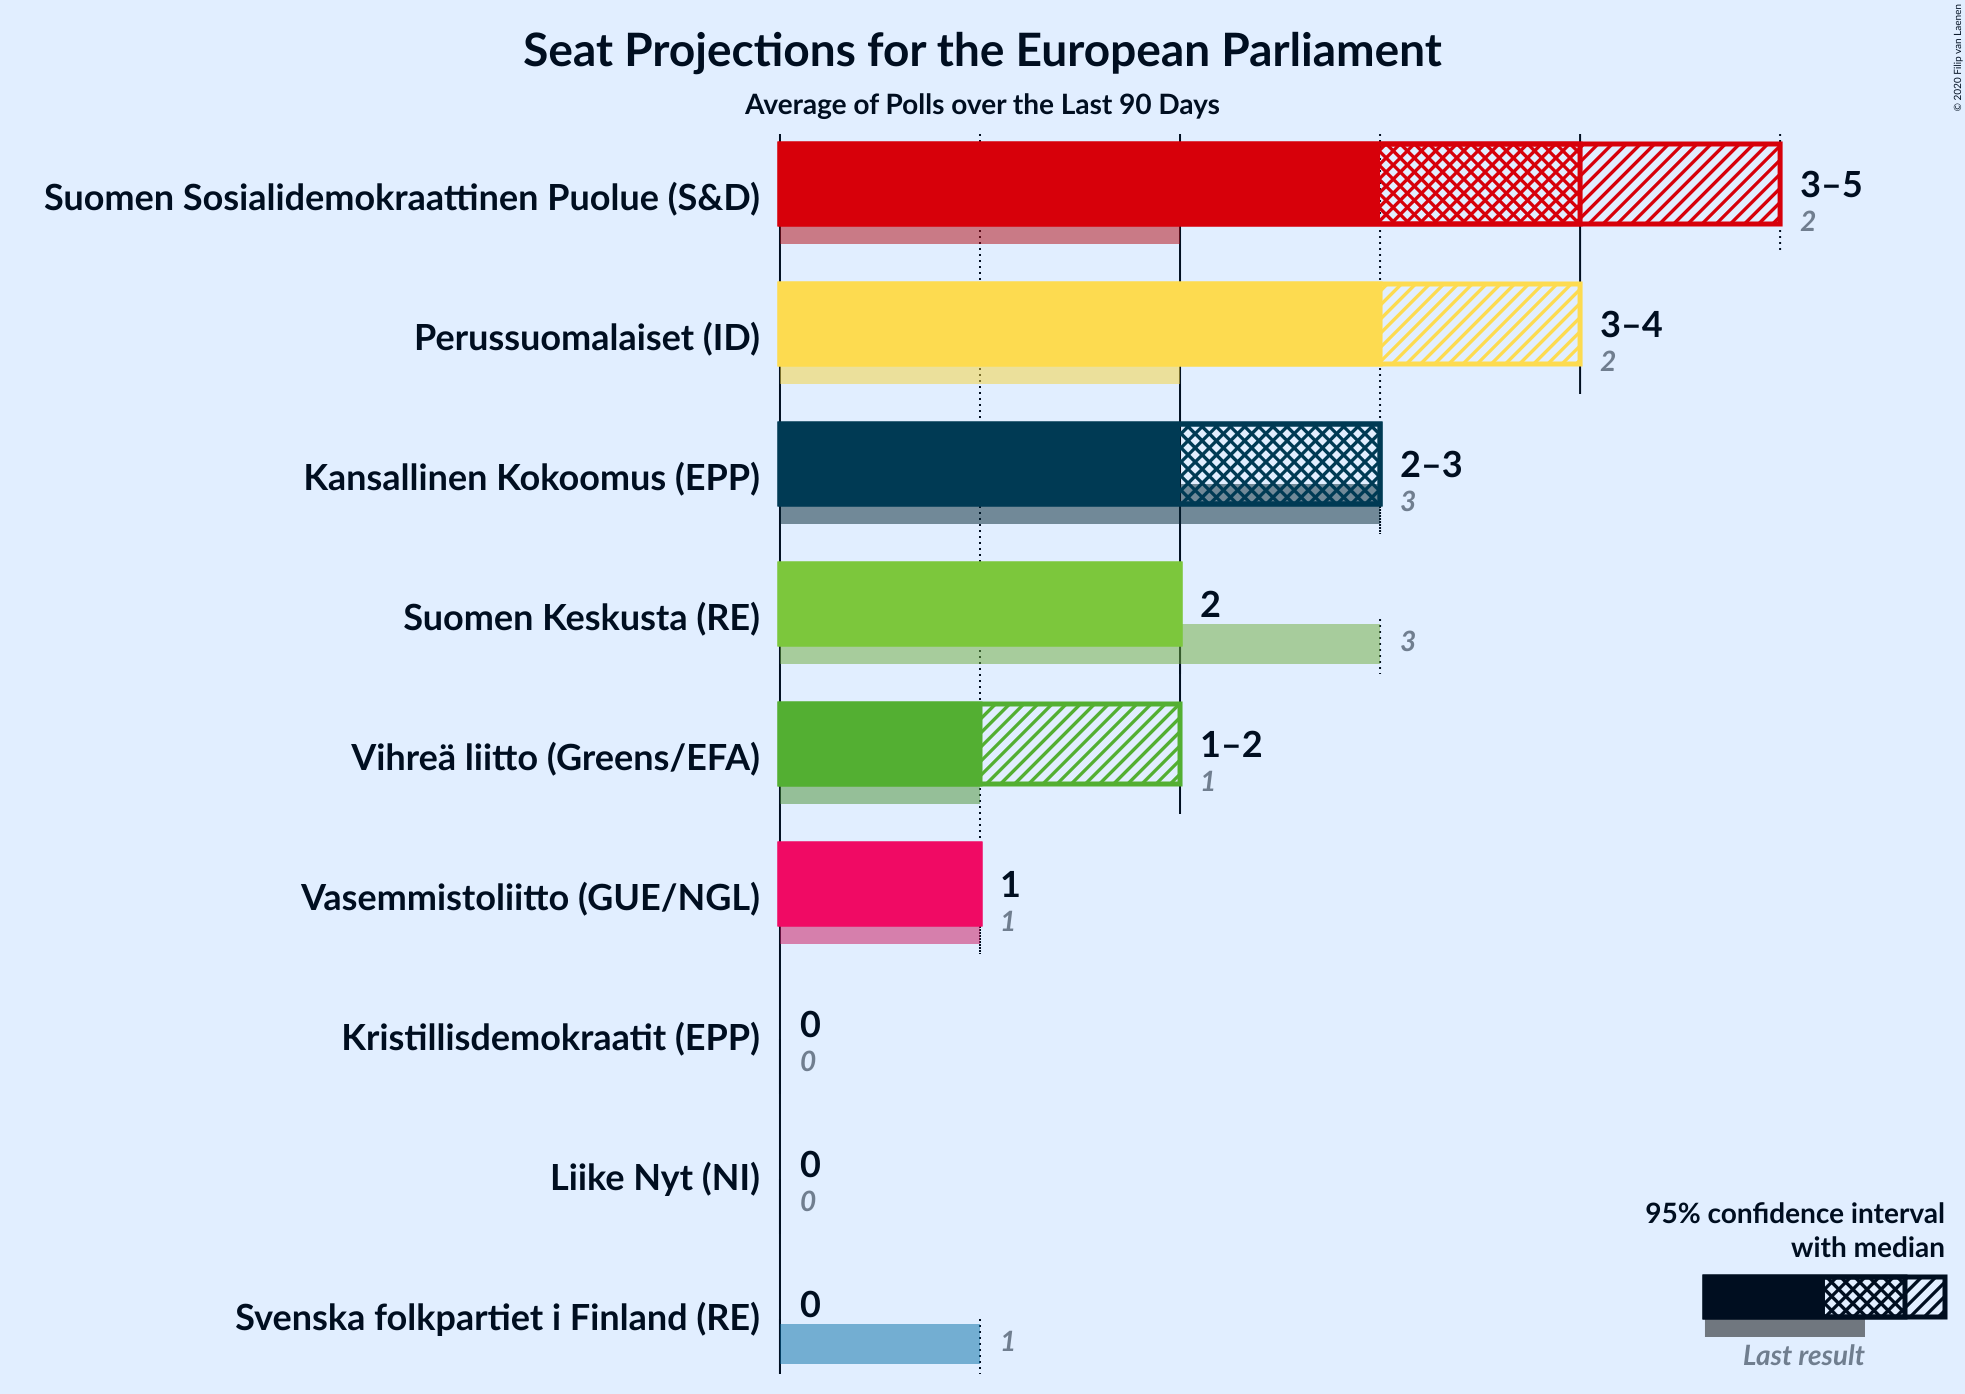 Seat Projections for the European Parliament
Average of Polls over the Last 90 Days
© 2020 Filip van Laenen
Suomen Sosialidemokraattinen Puolue (S&D)
3–5
2
Perussuomalaiset (ID)
3–4
2
Kansallinen Kokoomus (EPP)
2–3
3
Suomen Keskusta (RE)
2
3
Vihreä liitto (Greens/EFA)
1–2
1
Vasemmistoliitto (GUE/NGL)
1
1
Kristillisdemokraatit (EPP)
0
0
Liike Nyt (NI)
0
0
Svenska folkpartiet i Finland (RE)
0
1
95% confidence interval
with median
Last result